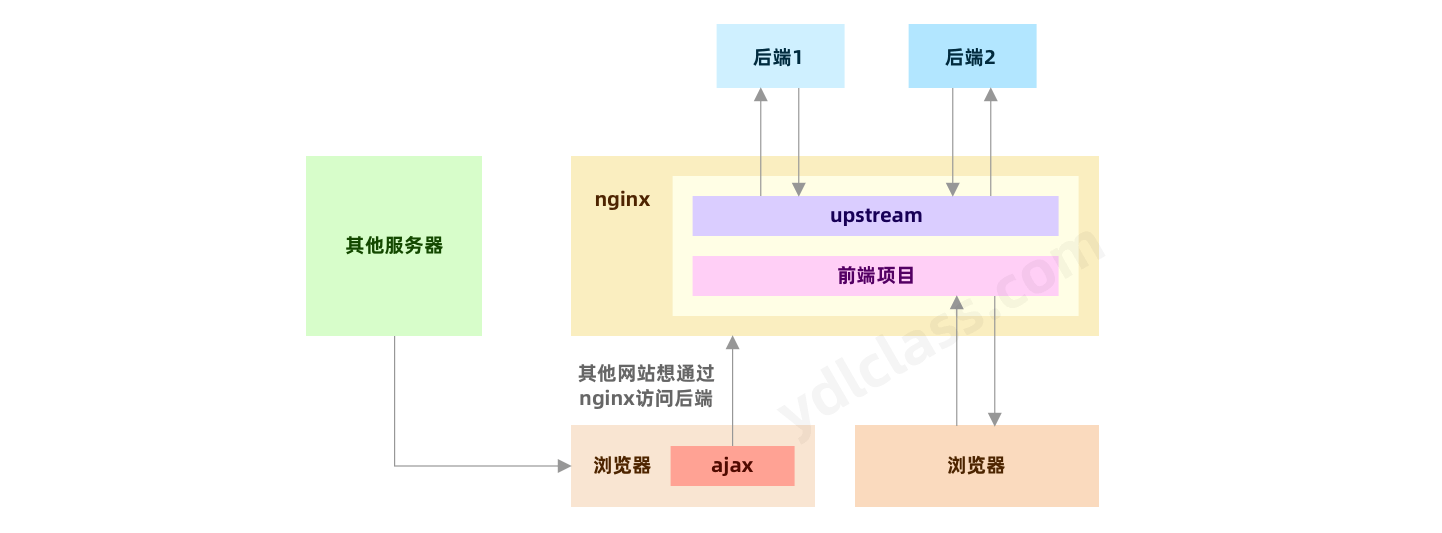 后端1
后端2
nginx
upstream
其他服务器
前端项目
其他网站想通过
nginx访问后端
浏览器
ajax
浏览器
ydlclass.com